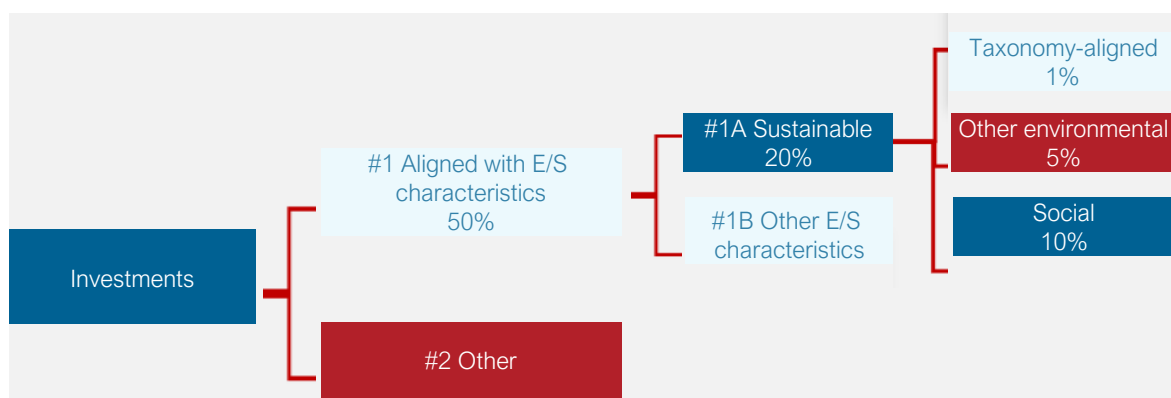 Investments
#1 Aligned with E/S
characteristics
50%
#2 Other
#1A Sustainable
20%
#1B Other E/S
characteristics
Taxonomy-aligned
1%
Other environmental
5%
Social
10%